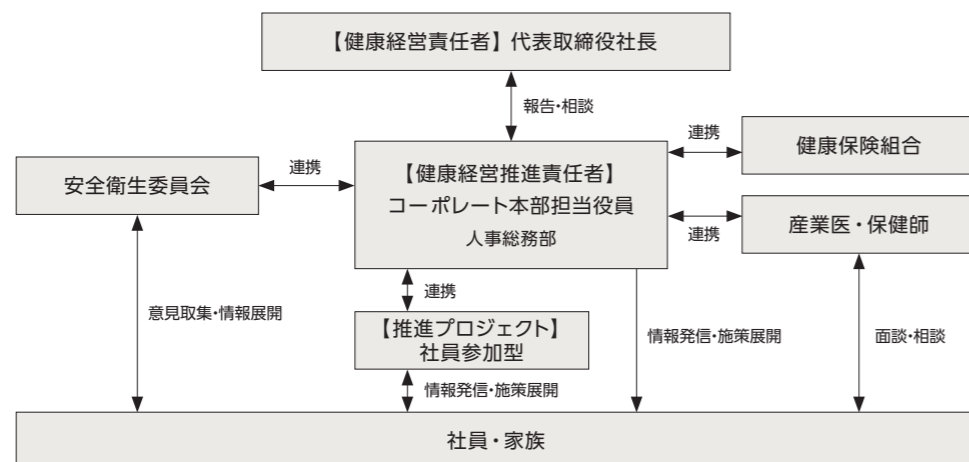 【健康経営責任者】代表取締役社長
報告・相談
連携
健康保険組合
安全衛生委員会
連携
【健康経営推進責任者】
コーポレート本部担当役員
人事総務部
連携
産業医・保健師
連携
意見取集・情報展開
【推進プロジェクト】
社員参加型
情報発信・施策展開
面談・相談
情報発信・施策展開
社員・家族